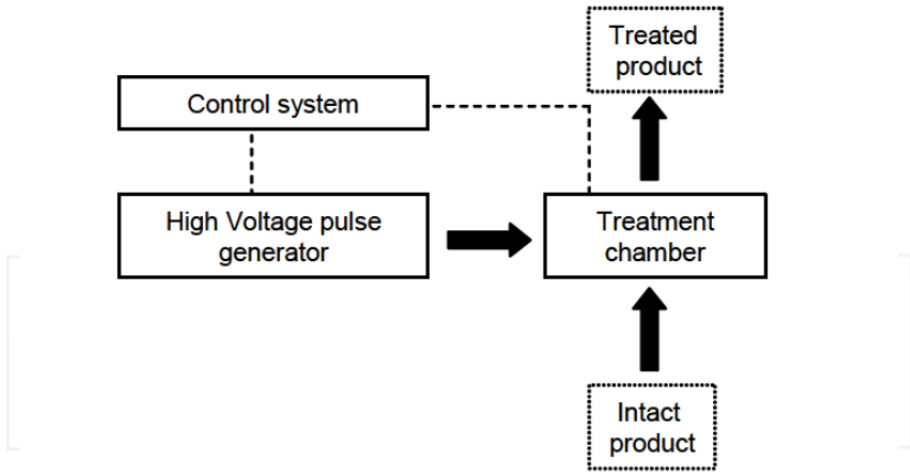 Treated
product
Control system
High Voltage pulse
generator
Treatment
chamber
Intact
product